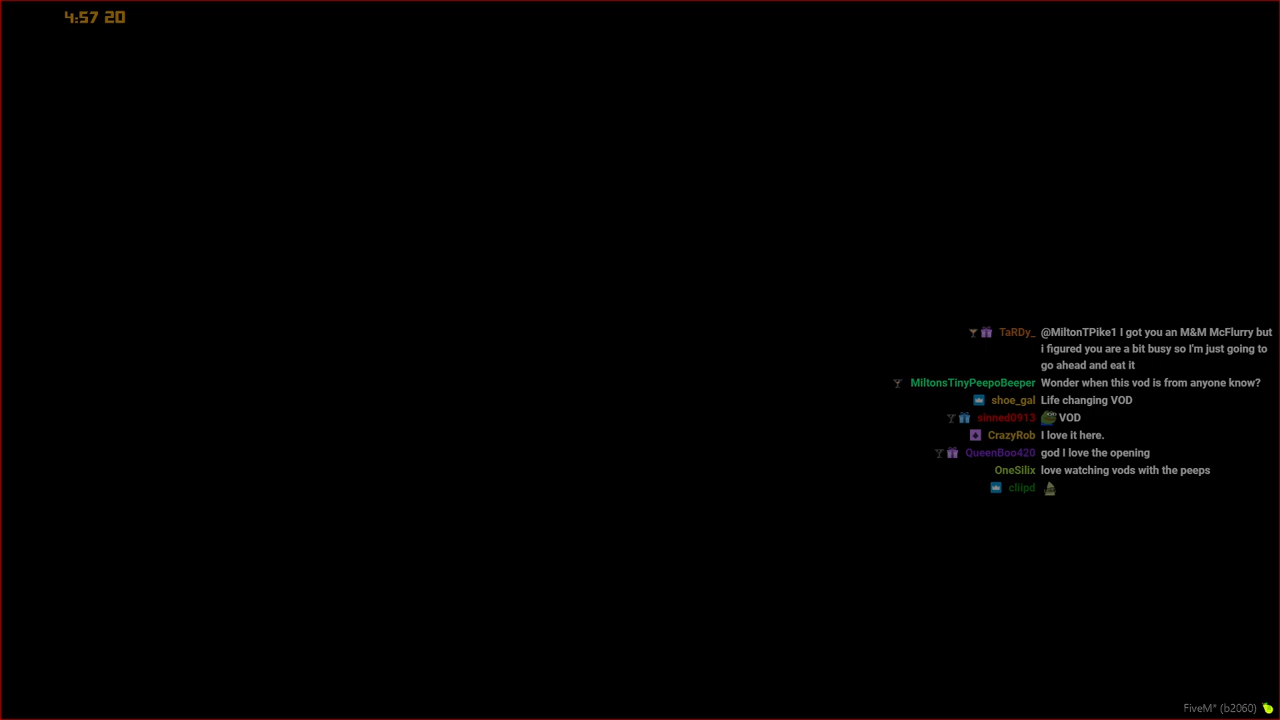 4:57 20
TaRDy_ @MiltonTPike1 I got you an M&M McFlurry but
i figured you are a bit busy so I'm just going to
go ahead and eat it
MiltonsTinyPeepoBeeper Wonder when this vod is from anyone know?
shoe_gal Life changing VOD
sinned0913 VOD
CrazyRob I love it here.
QueenBoo420 god I love the opening
OneSilix love watching vods with the peeps
cliipd
FiveM* (b2060)